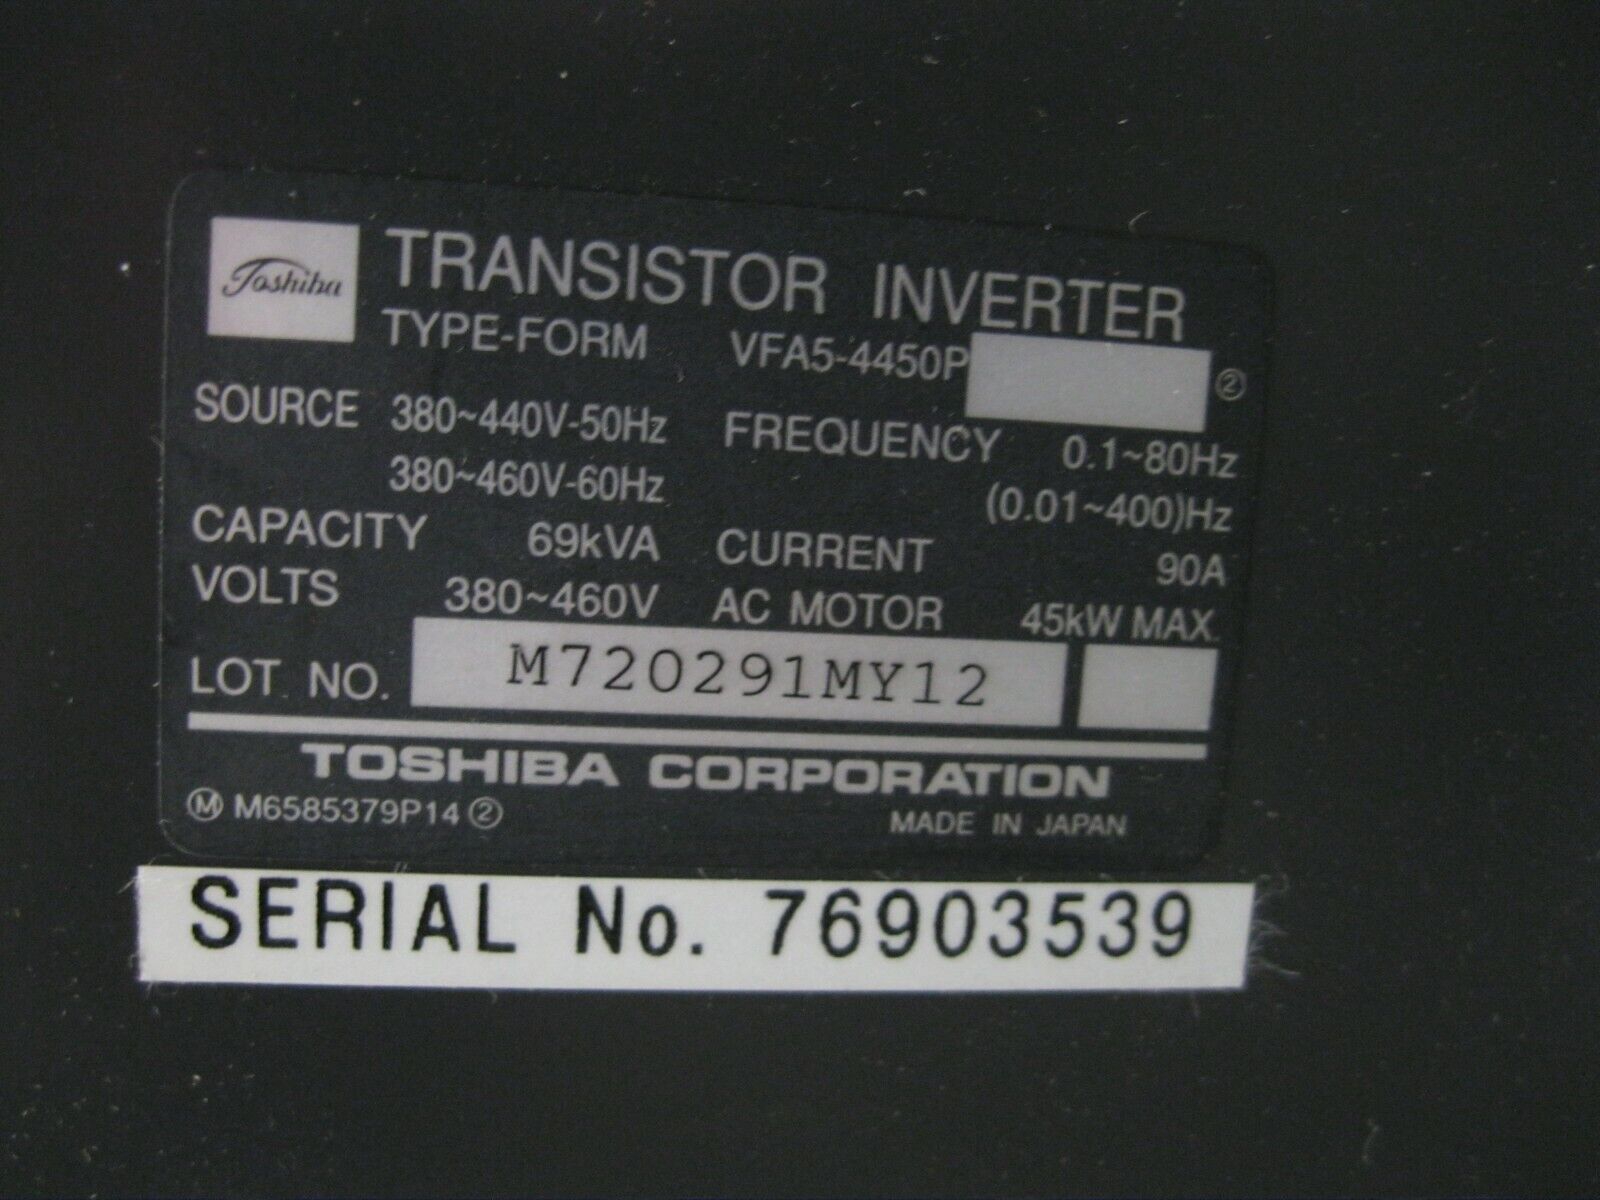 Toshiba TRANSISTOR INVERTER
TYPE-FORM VFA5-4450P ②
SOURCE 380~440V-50Hz FREQUENCY 0.1~80Hz
380~460V-60Hz (0.01~400)Hz
CAPACITY 69kVA CURRENT 90A
VOLTS 380~460V AC MOTOR 45kW MAX.
LOT NO. M720291MY12
TOSHIBA CORPORATION
Ⓜ M6585379P14 ② MADE IN JAPAN
SERIAL No. 76903539